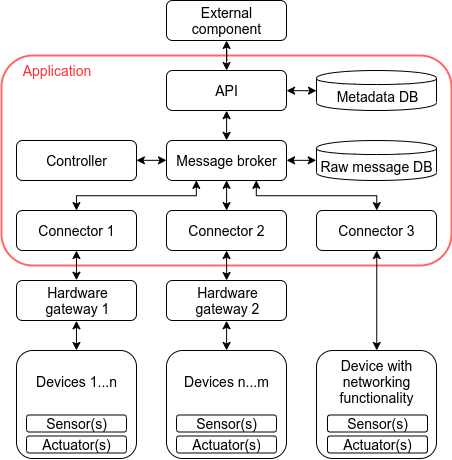 External
component
Application
API
Metadata DB
Controller
Message broker
Raw message DB
Connector 1
Connector 2
Connector 3
Hardware
gateway 1
Hardware
gateway 2
Devices 1...n
Sensor(s)
Actuator(s)
Devices n...m
Sensor(s)
Actuator(s)
Device with
networking
functionality
Sensor(s)
Actuator(s)